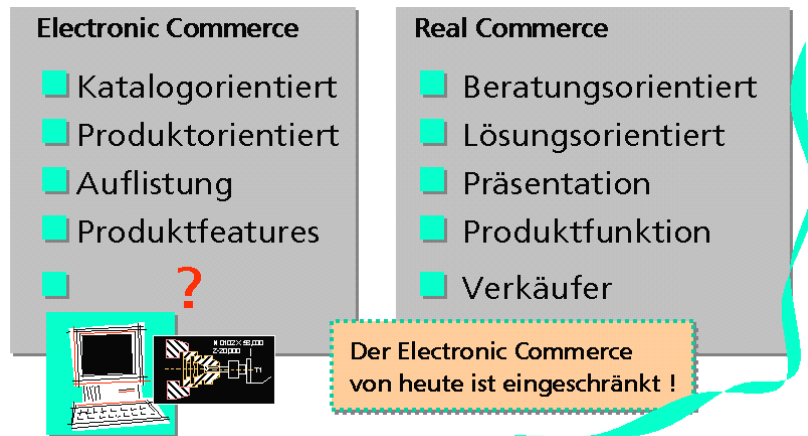 Electronic Commerce
Katalogorientiert
Produktorientiert
Auflistung
Produktfeatures
?
Real Commerce
Beratungsorientiert
Lösungsorientiert
Präsentation
Produktfunktion
Verkäufer
Der Electronic Commerce
von heute ist eingeschränkt !